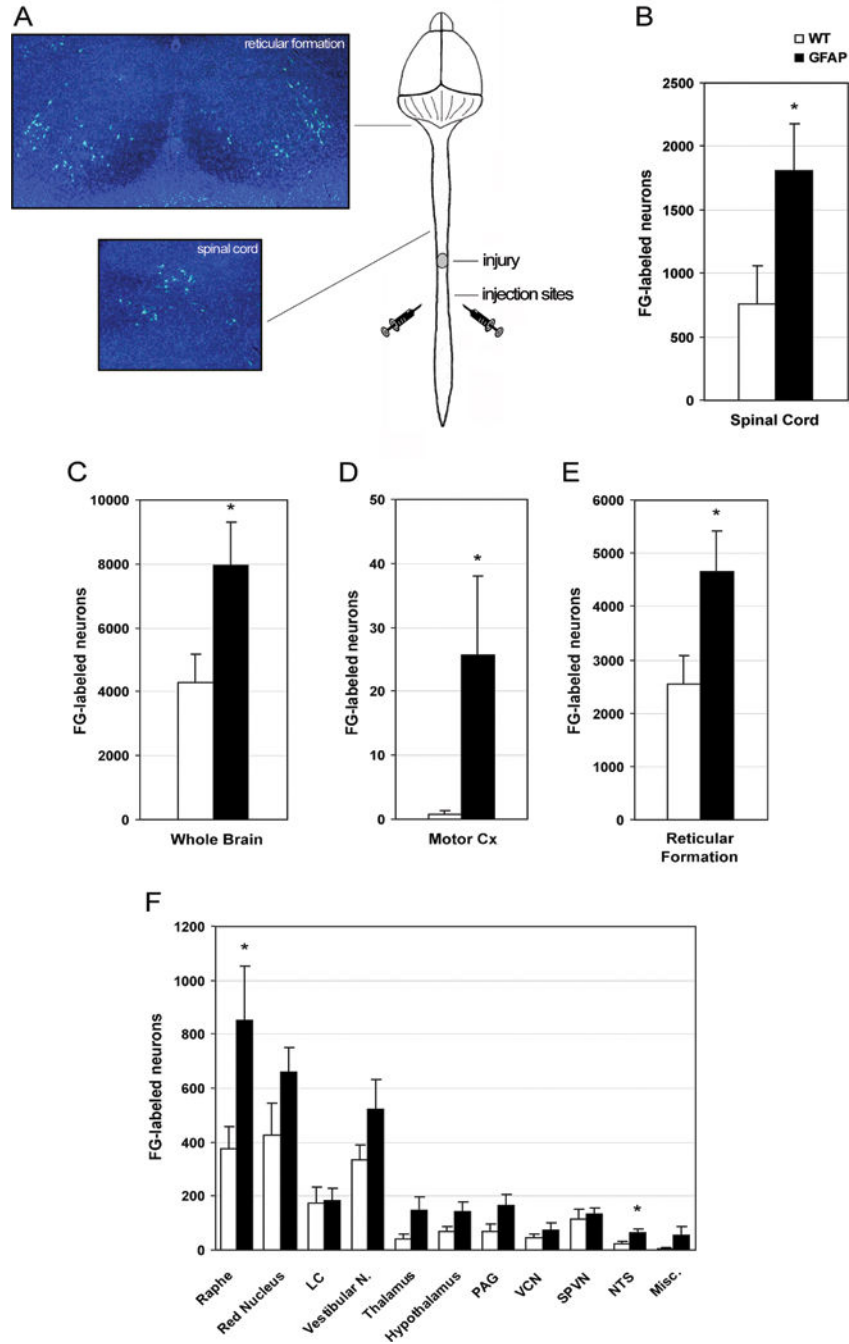 A
reticular formation
spinal cord
injury
injection sites
B
WT
GFAP
FG-labeled neurons
2500
2000
1500
1000
500
0
*
Spinal Cord
C
FG-labeled neurons
10000
8000
6000
4000
2000
0
*
Whole Brain
D
FG-labeled neurons
50
40
30
20
10
0
*
Motor Cx
E
FG-labeled neurons
6000
5000
4000
3000
2000
1000
0
*
Reticular
Formation
F
FG-labeled neurons
1200
1000
800
600
400
200
0
*
*
Raphe
Red Nucleus
LC
Vestibular N.
Thalamus
Hypothalamus
PAG
VCN
SPVN
NTS
Misc.